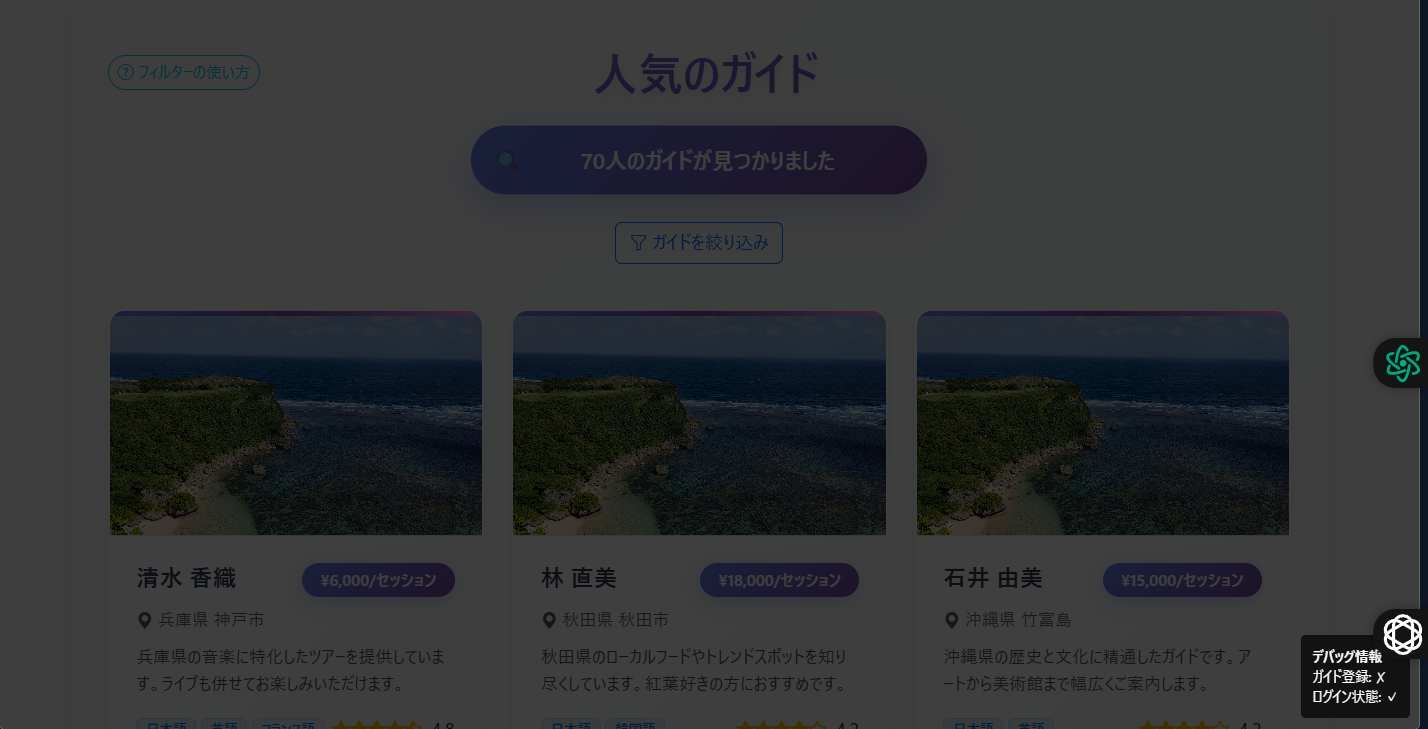 フィルターの使い方
人気のガイド
70人のガイドが見つかりました
ガイドを絞り込み
清水 香織
¥6,000/セッション
兵庫県 神戸市
兵庫県の音楽に特化したツアーを提供していま
す。ライブも併せてお楽しみいただけます。
日本語 英語 フランス語 4.8
林 直美
¥18,000/セッション
秋田県 秋田市
秋田県のローカルフードやトレンドスポットを知り
尽くしています。紅葉好きの方におすすめです。
日本語 韓国語 4.2
石井 由美
¥15,000/セッション
沖縄県 竹富島
沖縄県の歴史と文化に精通したガイドです。ア
ートから美術館まで幅広くご案内します。
日本語 英語 4.2
デバッグ情報
ガイド登録: ✗
ログイン状態: ✓